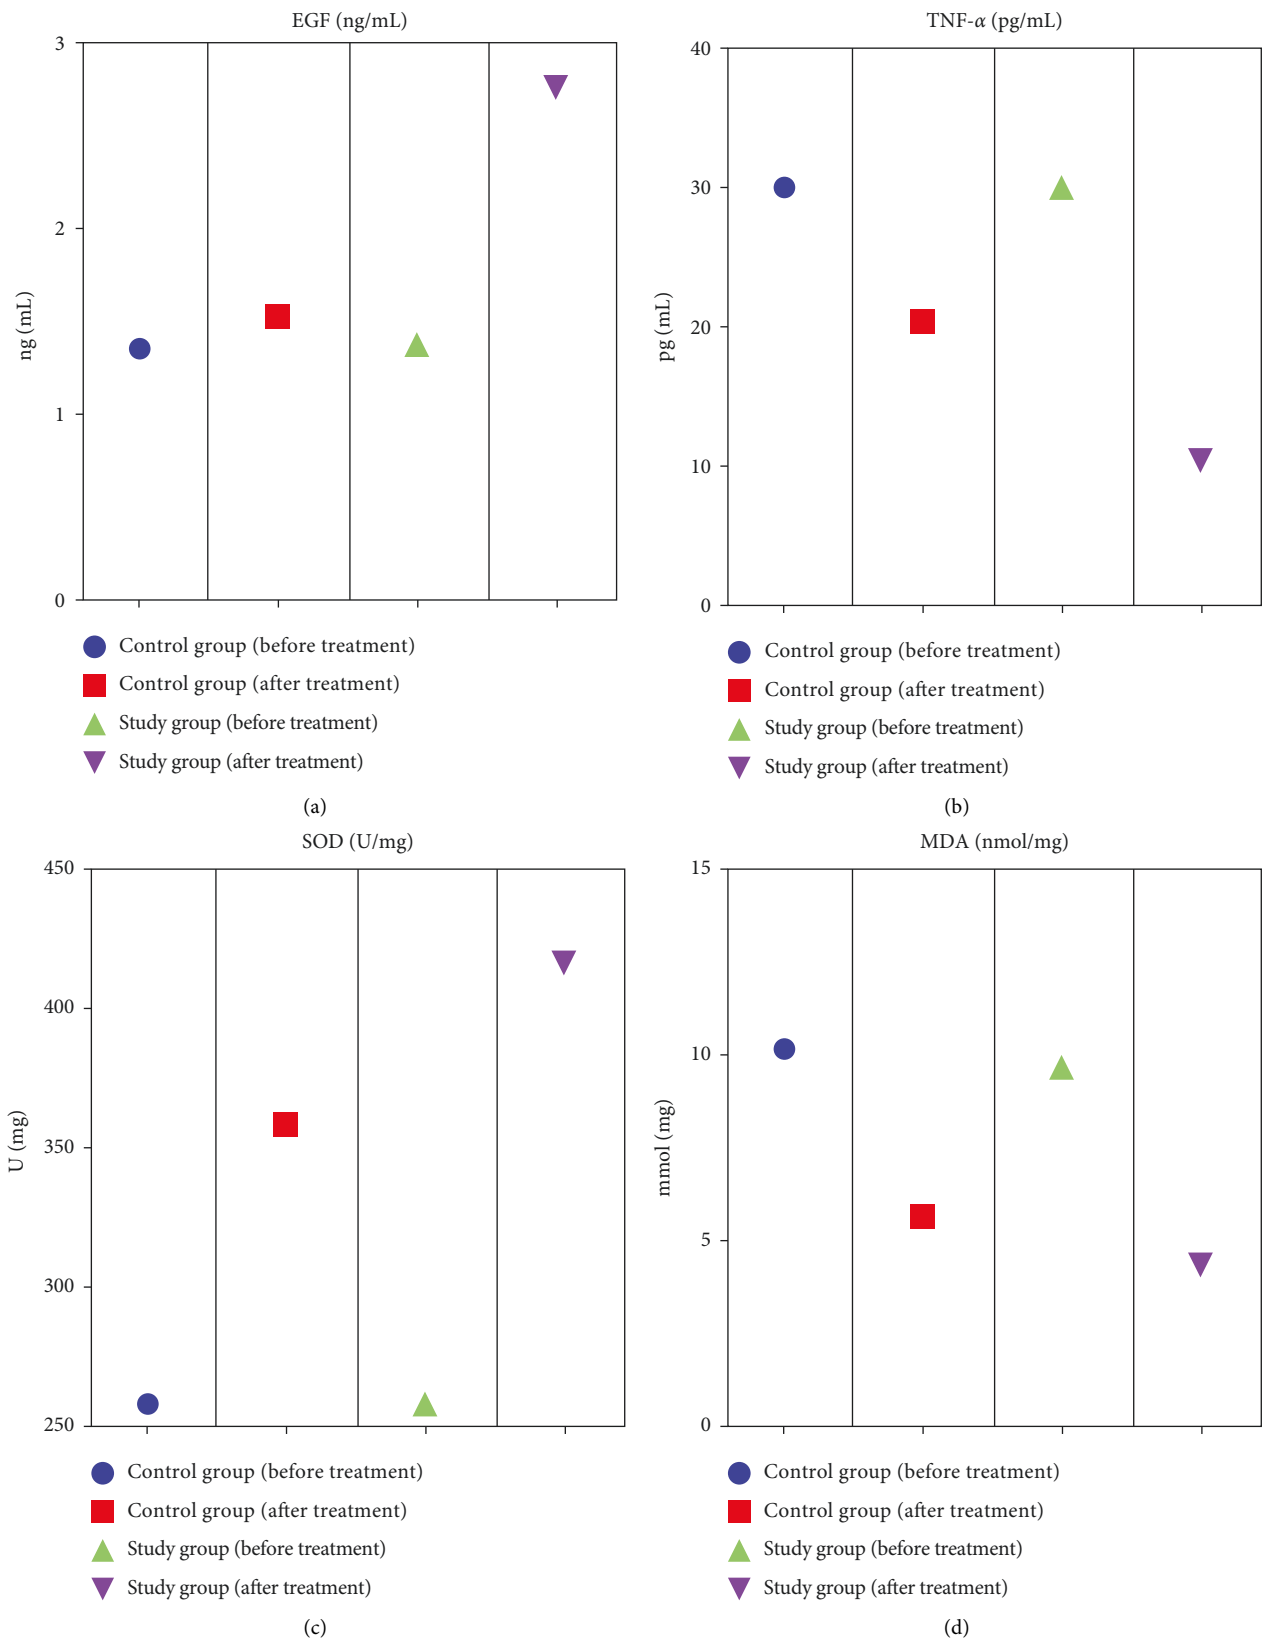 EGF (ng/mL)
3
2
1
0
ng (mL)
Control group (before treatment)
Control group (after treatment)
Study group (before treatment)
Study group (after treatment)
(a)
TNF-α (pg/mL)
40
30
20
10
0
pg (mL)
Control group (before treatment)
Control group (after treatment)
Study group (before treatment)
Study group (after treatment)
(b)
SOD (U/mg)
450
400
350
300
250
U (mg)
Control group (before treatment)
Control group (after treatment)
Study group (before treatment)
Study group (after treatment)
(c)
MDA (nmol/mg)
15
10
5
0
mmol (mg)
Control group (before treatment)
Control group (after treatment)
Study group (before treatment)
Study group (after treatment)
(d)